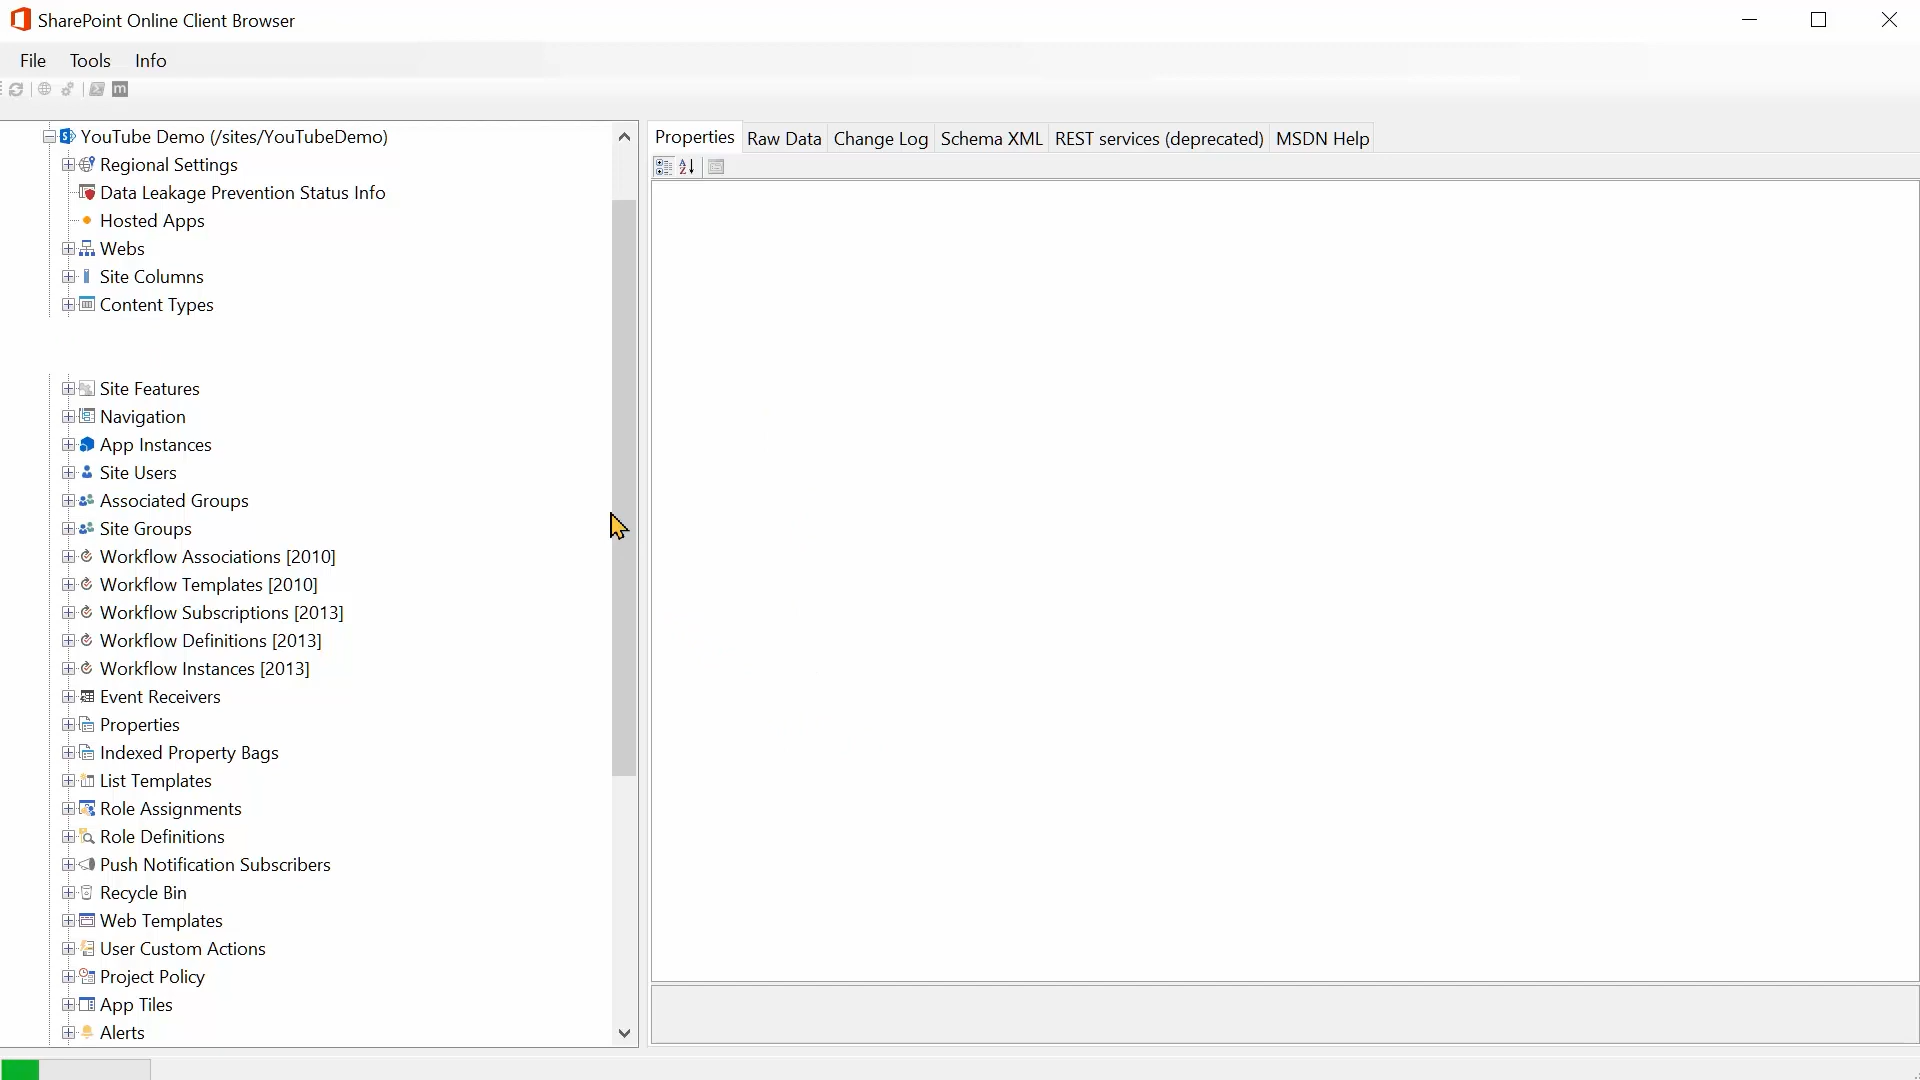 SharePoint Online Client Browser
File Tools Info
m
YouTube Demo (/sites/YouTubeDemo)
Regional Settings
Data Leakage Prevention Status Info
Hosted Apps
Webs
Site Columns
Content Types
Site Features
Navigation
App Instances
Site Users
Associated Groups
Site Groups
Workflow Associations [2010]
Workflow Templates [2010]
Workflow Subscriptions [2013]
Workflow Definitions [2013]
Workflow Instances [2013]
Event Receivers
Properties
Indexed Property Bags
List Templates
Role Assignments
Role Definitions
Push Notification Subscribers
Recycle Bin
Web Templates
User Custom Actions
Project Policy
App Tiles
Alerts
Properties Raw Data Change Log Schema XML REST services (deprecated) MSDN Help